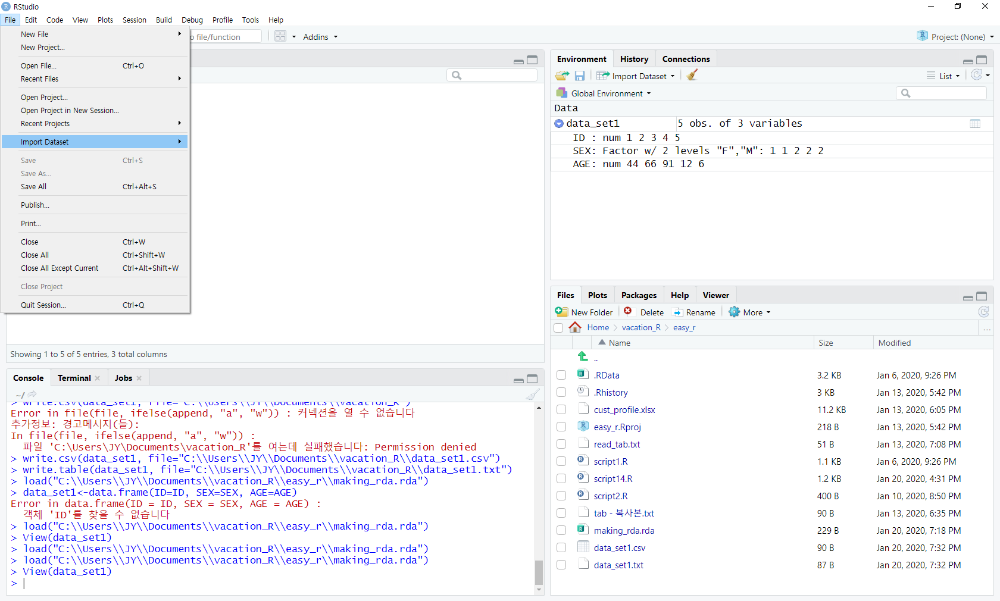 RStudio
File Edit Code View Plots Session Build Debug Profile Tools Help
New File
New Project...
Open File... Ctrl+O
Recent Files
Open Project...
Open Project in New Session...
Recent Projects
Import Dataset
Save Ctrl+S
Save As...
Save All Ctrl+Alt+S
Publish...
Print...
Close Ctrl+W
Close All Ctrl+Shift+W
Close All Except Current Ctrl+Alt+Shift+W
Close Project
Quit Session... Ctrl+Q
o file/function Addins
Project: (None)
Showing 1 to 5 of 5 entries, 3 total columns
Console Terminal Jobs
~/
> write.csv(data_set1, file="C:\\Users\\JY\\Documents\\vacation_R")
Error in file(file, ifelse(append, "a", "w")) : 커넥션을 열 수 없습니다
추가정보: 경고메시지(들):
In file(file, ifelse(append, "a", "w")) :
파일 'C:\Users\JY\Documents\vacation_R'를 여는데 실패했습니다: Permission denied
> write.csv(data_set1, file="C:\\Users\\JY\\Documents\\vacation_R\\data_set1.csv")
> write.table(data_set1, file="C:\\Users\\JY\\Documents\\vacation_R\\data_set1.txt")
> load("C:\\Users\\JY\\Documents\\vacation_R\\easy_r\\making_rda.rda")
> data_set1<-data.frame(ID=ID, SEX=SEX, AGE=AGE)
Error in data.frame(ID = ID, SEX = SEX, AGE = AGE) :
객체 'ID'를 찾을 수 없습니다
> load("C:\\Users\\JY\\Documents\\vacation_R\\easy_r\\making_rda.rda")
> View(data_set1)
> load("C:\\Users\\JY\\Documents\\vacation_R\\easy_r\\making_rda.rda")
> load("C:\\Users\\JY\\Documents\\vacation_R\\easy_r\\making_rda.rda")
> View(data_set1)
>
Environment History Connections
Import Dataset List
Global Environment
Data
data_set1 5 obs. of 3 variables
ID : num 1 2 3 4 5
SEX: Factor w/ 2 levels "F","M": 1 1 2 2 2
AGE: num 44 66 91 12 6
Files Plots Packages Help Viewer
New Folder Delete Rename More
Home vacation_R easy_r ...
Name Size Modified
..
.RData 3.2 KB Jan 6, 2020, 9:26 PM
.Rhistory 3 KB Jan 13, 2020, 5:42 PM
cust_profile.xlsx 11.2 KB Jan 13, 2020, 6:05 PM
easy_r.Rproj 218 B Jan 13, 2020, 5:42 PM
read_tab.txt 51 B Jan 13, 2020, 7:08 PM
script1.R 1.1 KB Jan 6, 2020, 9:26 PM
script14.R 1.2 KB Jan 20, 2020, 4:31 PM
script2.R 400 B Jan 10, 2020, 8:50 PM
tab - 복사본.txt 90 B Jan 13, 2020, 6:35 PM
making_rda.rda 229 B Jan 20, 2020, 7:18 PM
data_set1.csv 90 B Jan 20, 2020, 7:32 PM
data_set1.txt 87 B Jan 20, 2020, 7:32 PM